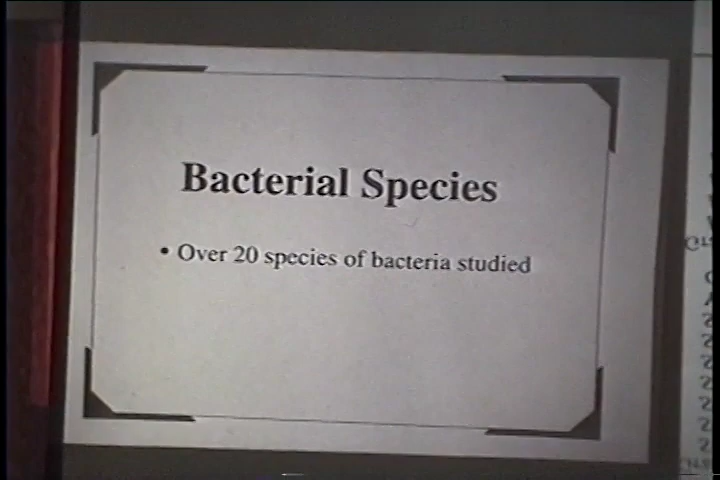 Bacterial Species
• Over 20 species of bacteria studied